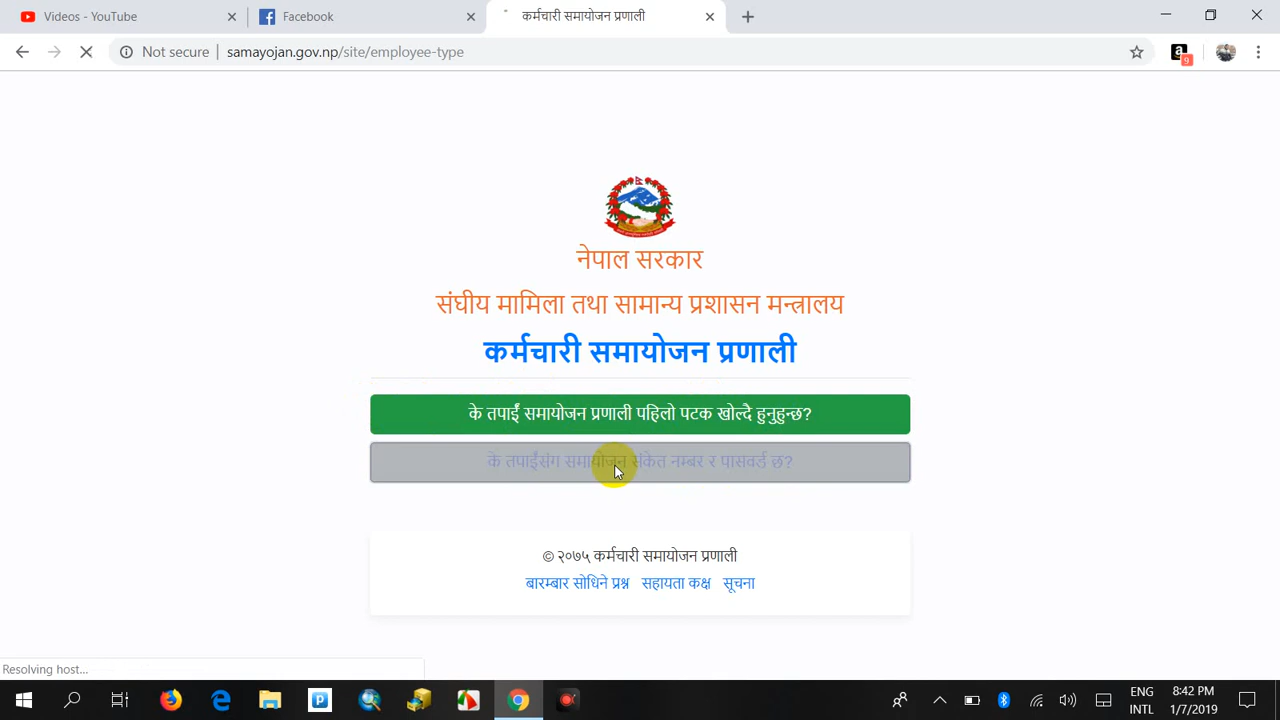 Videos - YouTube
Facebook
कर्मचारी समायोजन प्रणाली
Not secure
samayojan.gov.np/site/employee-type
9
नेपाल सरकार
संघीय मामिला तथा सामान्य प्रशासन मन्त्रालय
कर्मचारी समायोजन प्रणाली
के तपाईं समायोजन प्रणाली पहिलो पटक खोल्दै हुनुहुन्छ?
के तपाईंसंग समायोजन संकेत नम्बर र पासवर्ड छ?
© २०७५ कर्मचारी समायोजन प्रणाली
बारम्बार सोधिने प्रश्न सहायता कक्ष सूचना
Resolving host...
ENG
INTL
8:42 PM
1/7/2019